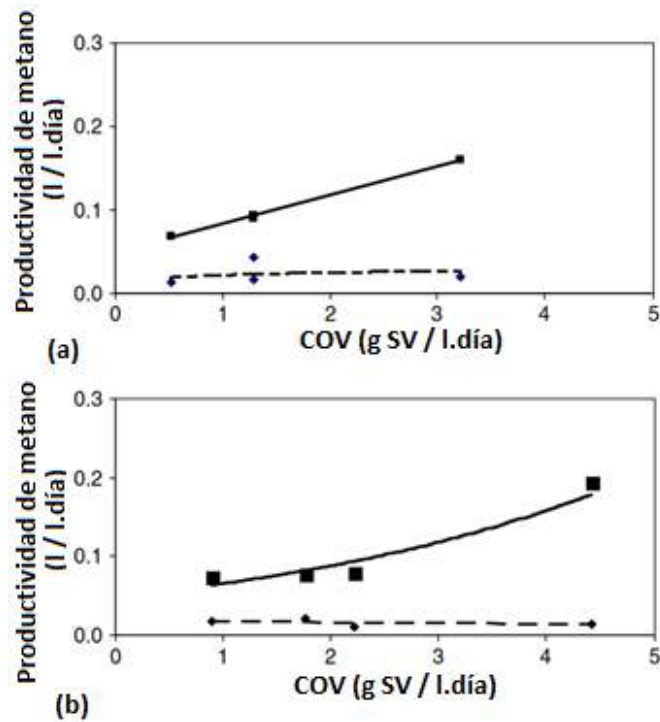 Productividad de metano
(l / l.día)
0.3
0.2
0.1
0.0
0 1 2 3 4 5
COV (g SV / l.día)
(a)
Productividad de metano
(l / l.día)
0.3
0.2
0.1
0.0
0 1 2 3 4 5
COV (g SV / l.día)
(b)